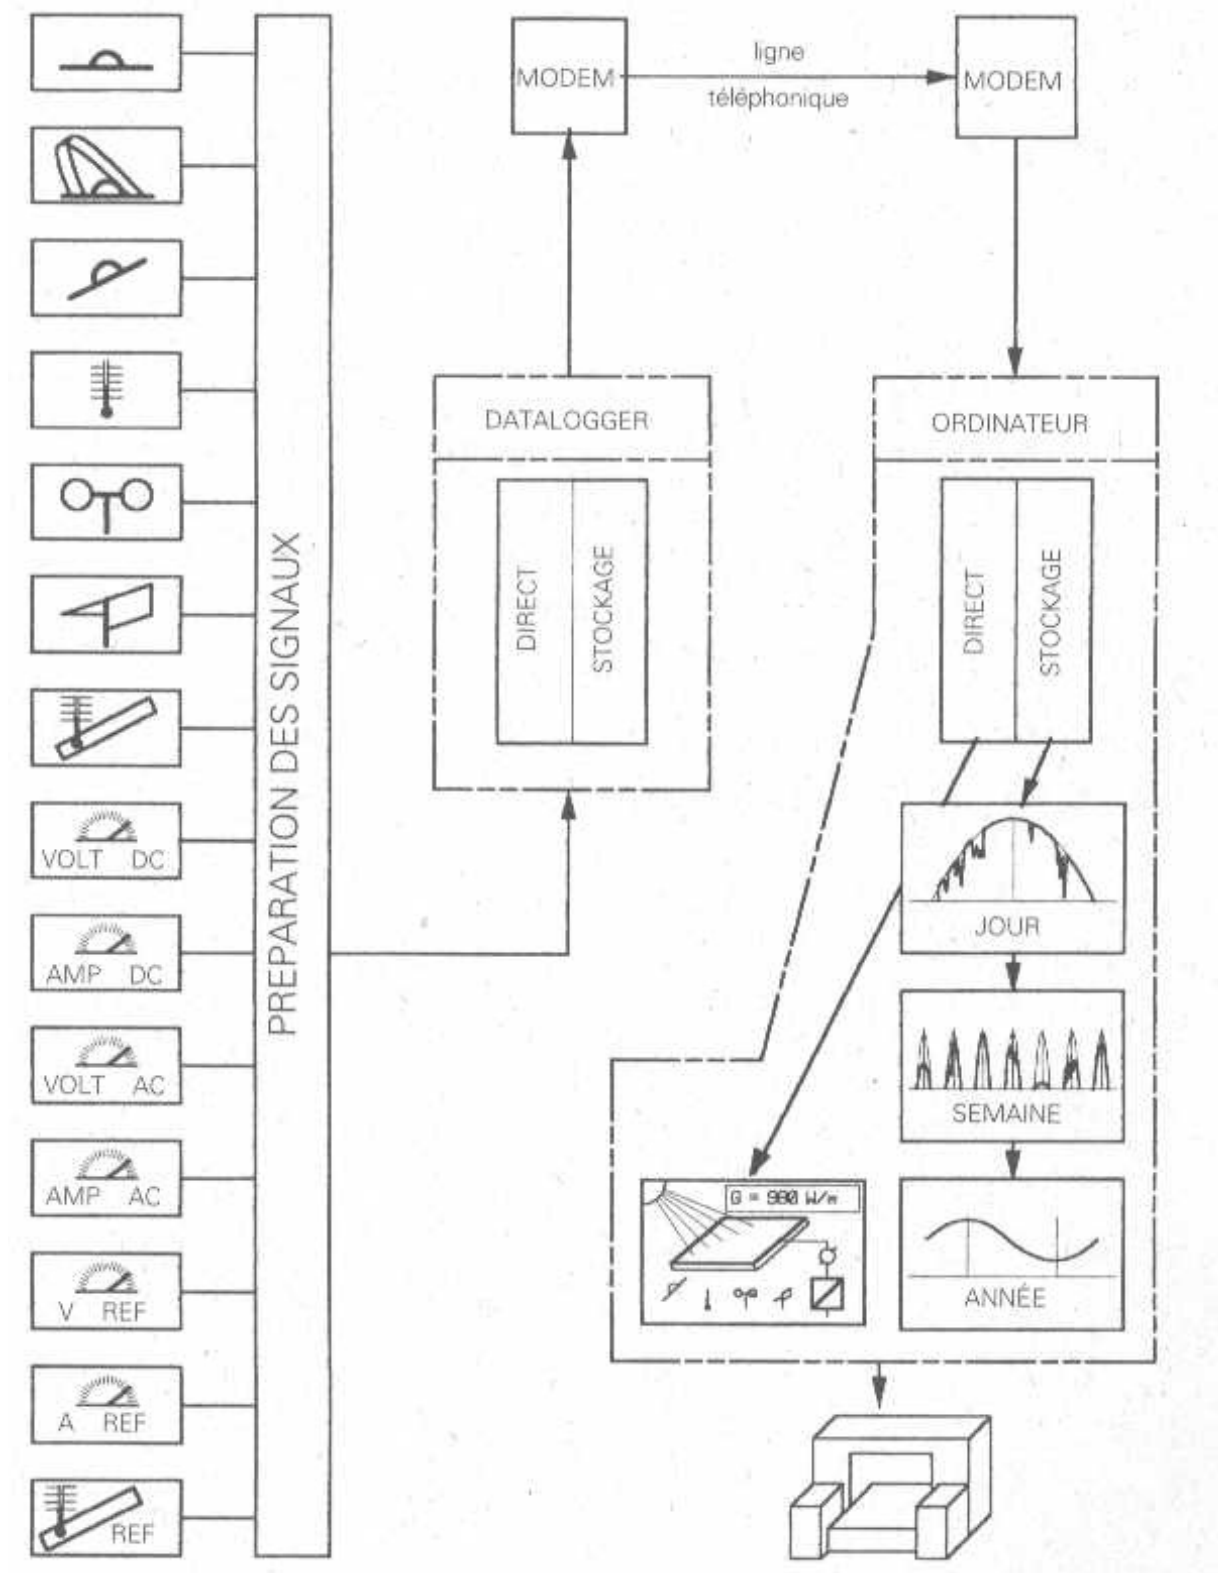 VOLT DC
AMP DC
VOLT AC
AMP AC
V REF
A REF
REF
PREPARATION DES SIGNAUX
MODEM
ligne
téléphonique
MODEM
DATALOGGER
DIRECT
STOCKAGE
ORDINATEUR
DIRECT
STOCKAGE
JOUR
SEMAINE
G = 980 W/m
ANNÉE